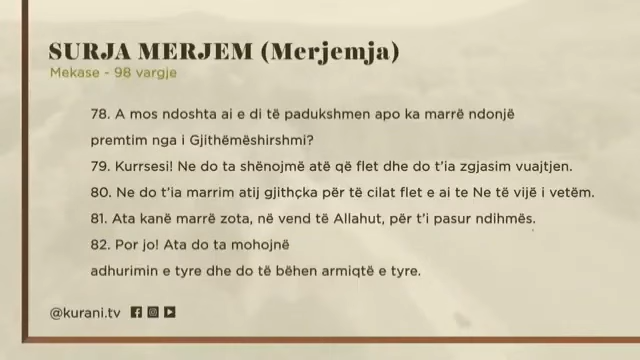 SURJA MERJEM (Merjemja)
Mekase - 98 vargje
78. A mos ndoshta ai e di të padukshmen apo ka marrë ndonjë
premtim nga i Gjithëmëshirshmi?
79. Kurrsesi! Ne do ta shënojmë atë që flet dhe do t'ia zgjasim vuajtjen.
80. Ne do t'ia marrim atij gjithçka për të cilat flet e ai te Ne të vijë i vetëm.
81. Ata kanë marrë zota, në vend të Allahut, për t'i pasur ndihmës.
82. Por jo! Ata do ta mohojnë
adhurimin e tyre dhe do të bëhen armiqtë e tyre.
@kurani.tv